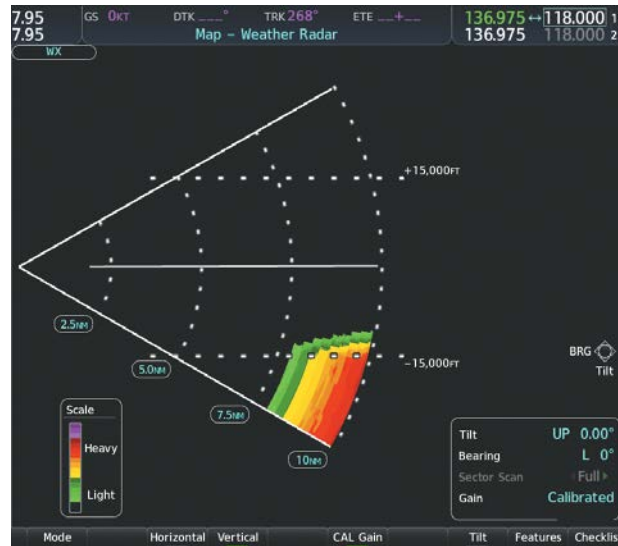 7.95 GS 0KT DTK ___° TRK 268° ETE __+__ 136.975 ↔ 118.000 1
7.95 Map – Weather Radar 136.975 118.000 2
WX
+15,000FT
2.5NM
-15,000FT
5.0NM
BRG
Tilt
7.5NM
10NM
Scale
Heavy
Light
Tilt UP 0.00°
Bearing L 0°
Sector Scan Full
Gain Calibrated
Mode Horizontal Vertical CAL Gain Tilt Features Checklis